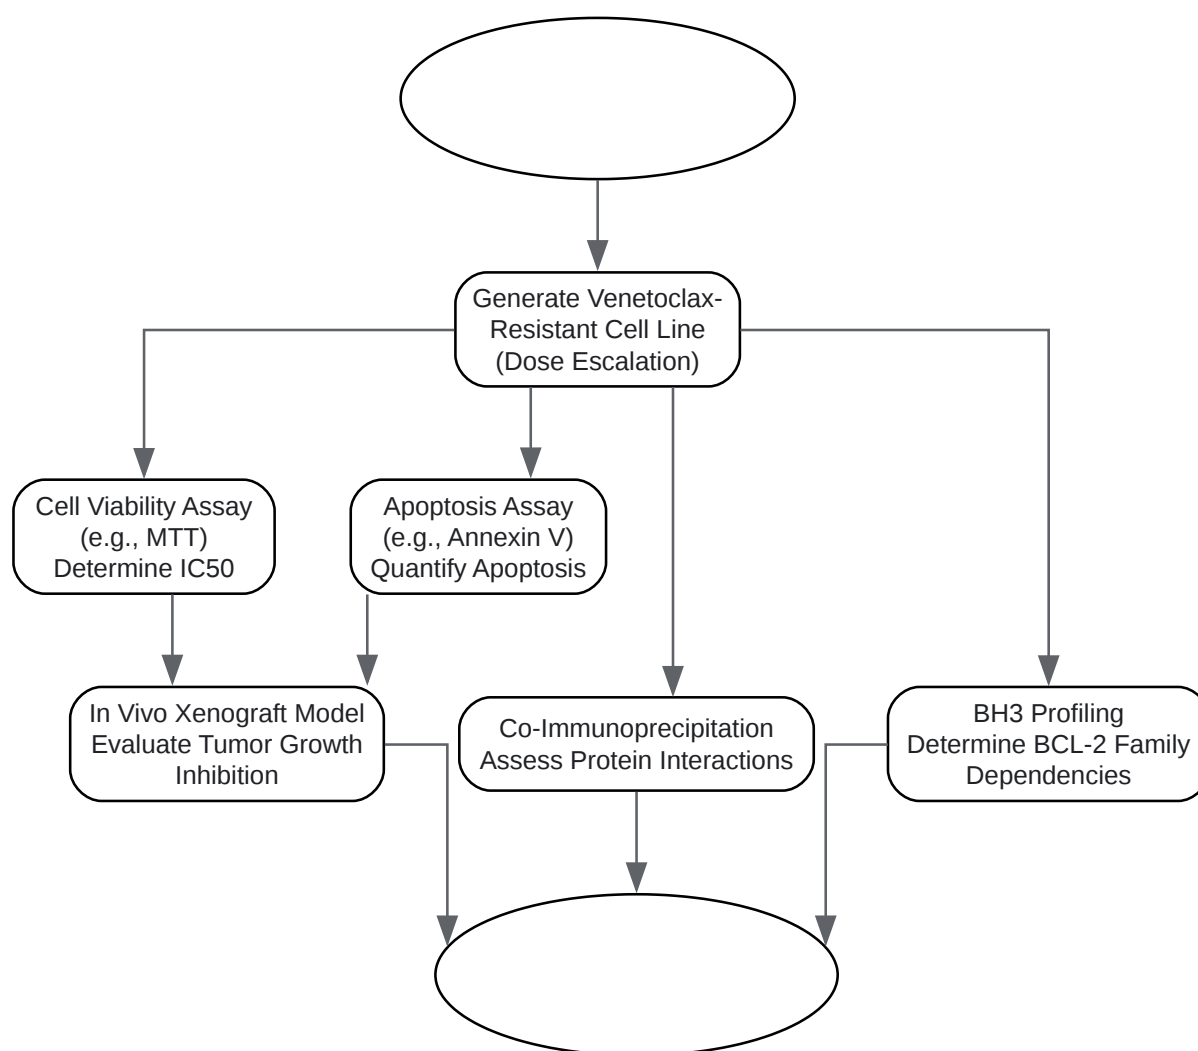 Generate Venetoclax-
Resistant Cell Line
(Dose Escalation)
Cell Viability Assay
(e.g., MTT)
Determine IC50
Apoptosis Assay
(e.g., Annexin V)
Quantify Apoptosis
In Vivo Xenograft Model
Evaluate Tumor Growth
Inhibition
Co-Immunoprecipitation
Assess Protein Interactions
BH3 Profiling
Determine BCL-2 Family
Dependencies